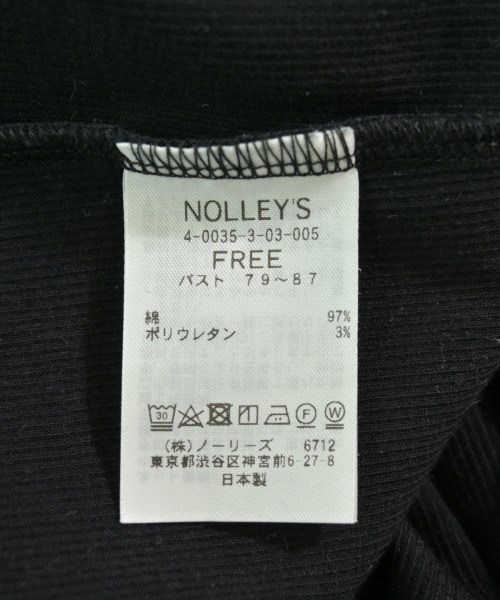 NOLLEY'S
4-0035-3-03-005
FREE
バスト 79〜87
綿 97%
ポリウレタン 3%
30 F W
(株)ノーリーズ 6712
東京都渋谷区神宮前6-27-8
日本製